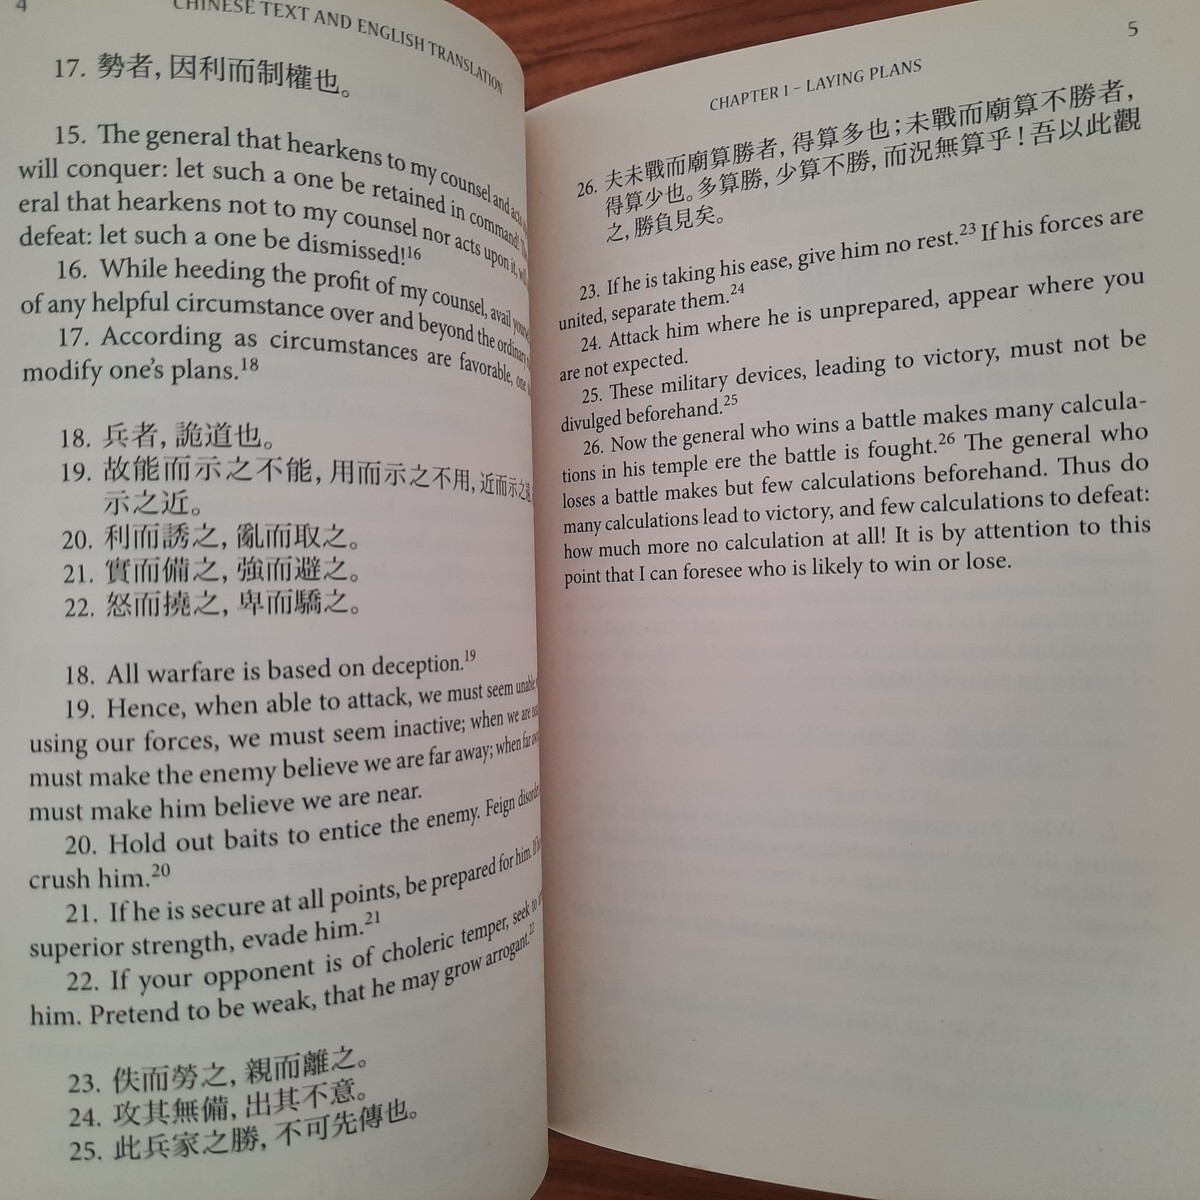 4
CHINESE TEXT AND ENGLISH TRANSLATION
17. 勢者，因利而制權也。
15. The general that hearkens to my counsel and acts
will conquer: let such a one be retained in command!
eral that hearkens not to my counsel nor acts upon it,
defeat: let such a one be dismissed!16
16. While heeding the profit of my counsel, avail
of any helpful circumstance over and beyond the ordinary
17. According as circumstances are favorable, one
modify one's plans.18
18. 兵者，詭道也。
19. 故能而示之不能，用而示之不用，近而示之遠
示之近。
20. 利而誘之，亂而取之。
21. 實而備之，強而避之。
22. 怒而撓之，卑而驕之。
18. All warfare is based on deception.19
19. Hence, when able to attack, we must seem unable;
using our forces, we must seem inactive; when we are
must make the enemy believe we are far away; when far
must make him believe we are near.
20. Hold out baits to entice the enemy. Feign disorder
crush him.20
21. If he is secure at all points, be prepared for him. If
superior strength, evade him.21
22. If your opponent is of choleric temper, seek to
him. Pretend to be weak, that he may grow arrogant.22
23. 佚而勞之，親而離之。
24. 攻其無備，出其不意。
25. 此兵家之勝，不可先傳也。
5
CHAPTER 1 – LAYING PLANS
26. 夫未戰而廟算勝者，得算多也；未戰而廟算不勝者，
得算少也。多算勝，少算不勝，而況無算乎！吾以此觀
之，勝負見矣。
23. If he is taking his ease, give him no rest.23 If his forces are
united, separate them.24
24. Attack him where he is unprepared, appear where you
are not expected.
25. These military devices, leading to victory, must not be
divulged beforehand.25
26. Now the general who wins a battle makes many calcula-
tions in his temple ere the battle is fought.26 The general who
loses a battle makes but few calculations beforehand. Thus do
many calculations lead to victory, and few calculations to defeat:
how much more no calculation at all! It is by attention to this
point that I can foresee who is likely to win or lose.